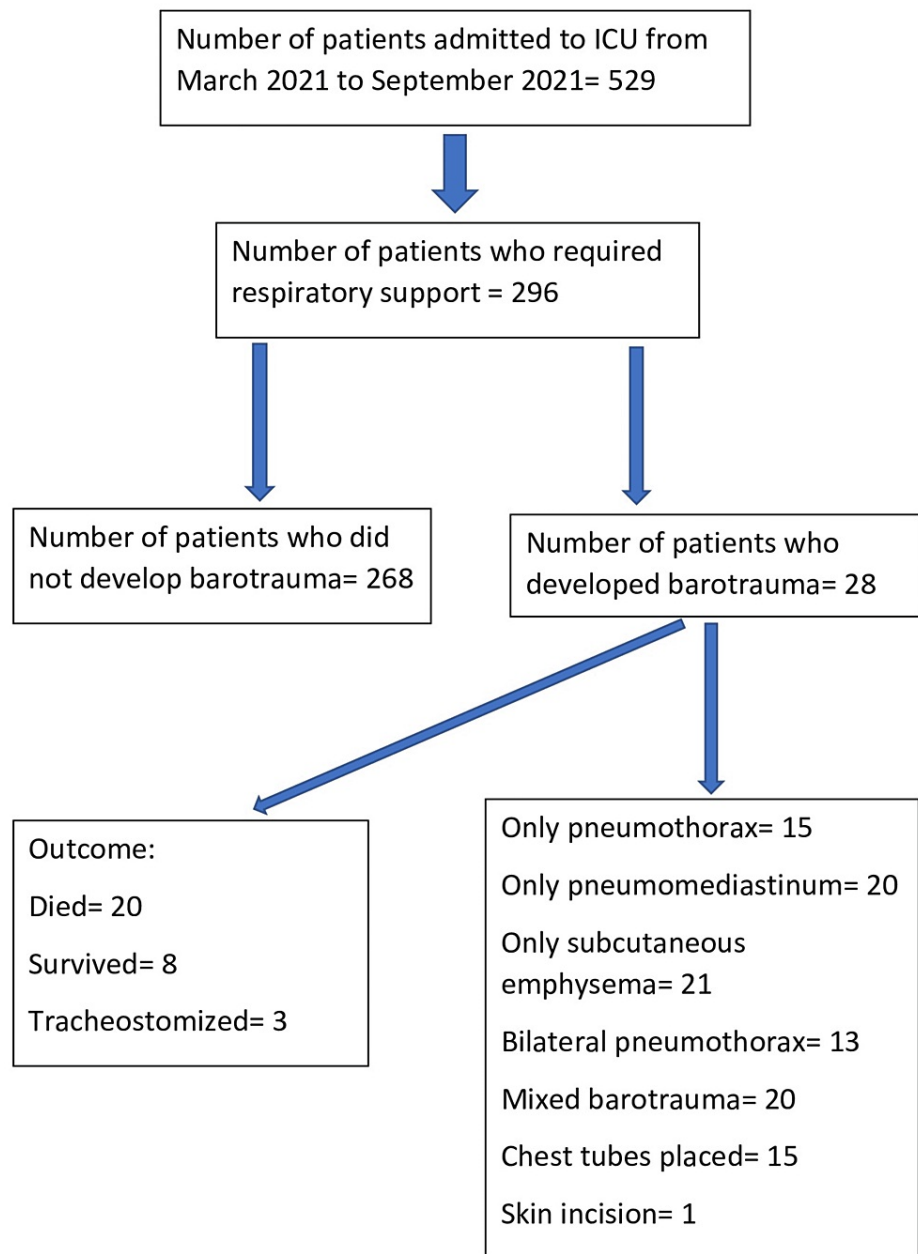 Number of patients admitted to ICU from
March 2021 to September 2021= 529
Number of patients who required
respiratory support = 296
Number of patients who did
not develop barotrauma= 268
Number of patients who
developed barotrauma= 28
Outcome:
Died= 20
Survived= 8
Tracheostomized= 3
Only pneumothorax= 15
Only pneumomediastinum= 20
Only subcutaneous
emphysema= 21
Bilateral pneumothorax= 13
Mixed barotrauma= 20
Chest tubes placed= 15
Skin incision= 1